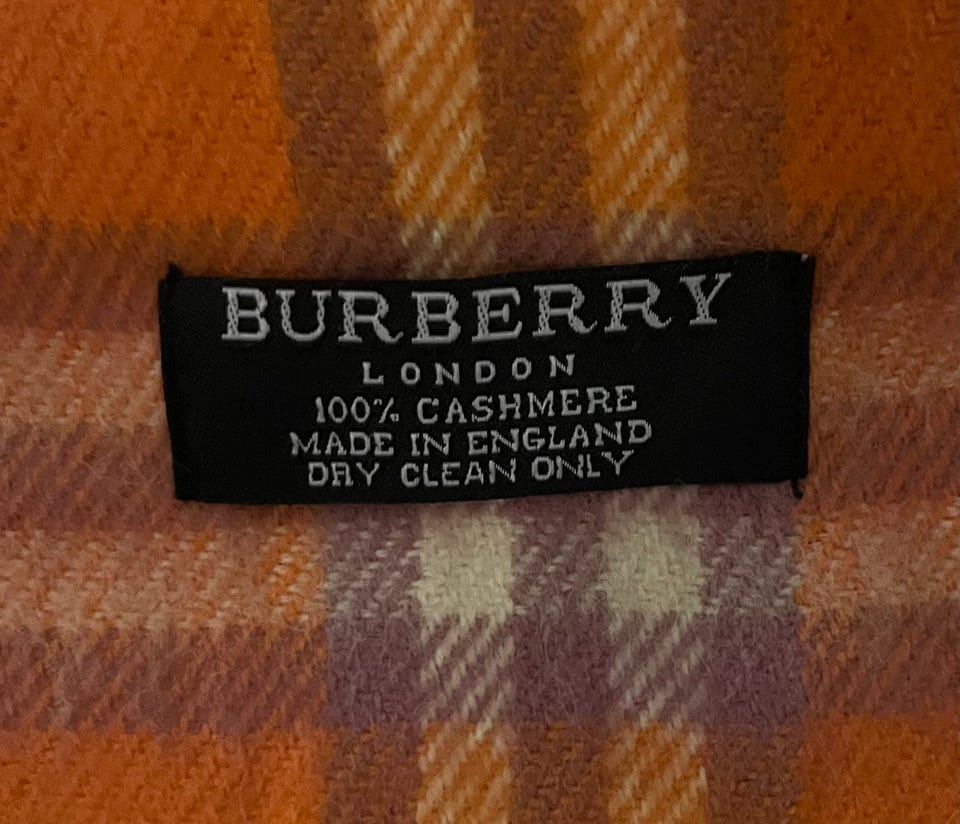 BURBERRY
LONDON
100% CASHMERE
MADE IN ENGLAND
DRY CLEAN ONLY